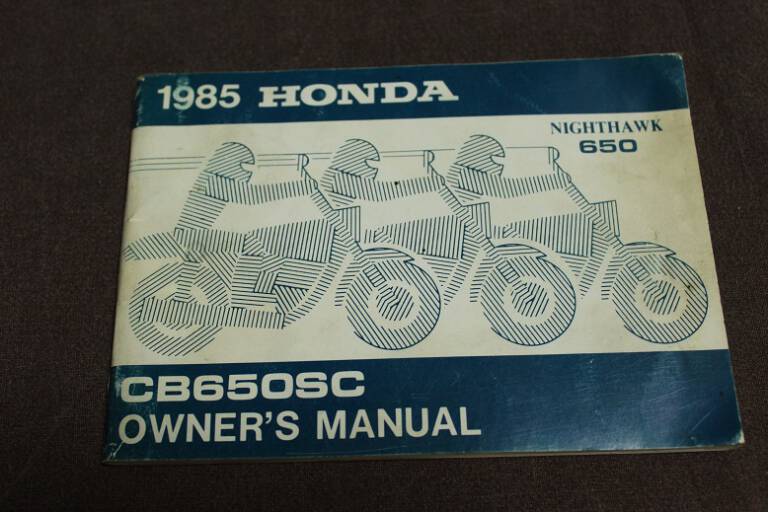 1985 HONDA
NIGHTHAWK
650
CB650SC
OWNER'S MANUAL